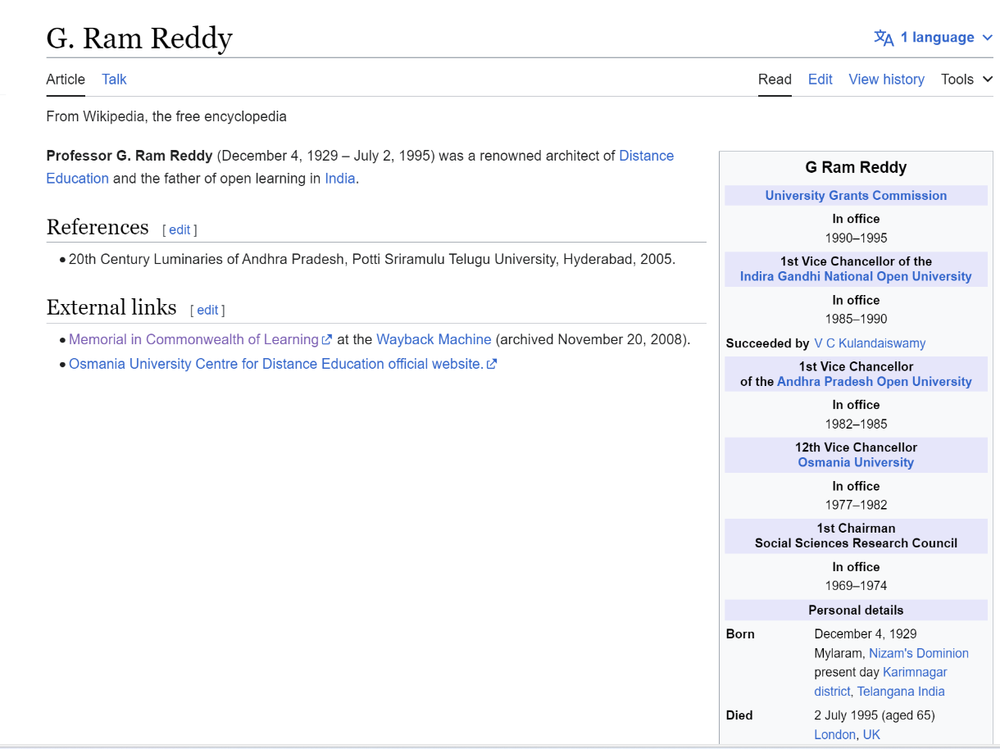 G. Ram Reddy
1 language
Article Talk
Read Edit View history Tools
From Wikipedia, the free encyclopedia
Professor G. Ram Reddy (December 4, 1929 – July 2, 1995) was a renowned architect of Distance
Education and the father of open learning in India.
References [ edit ]
• 20th Century Luminaries of Andhra Pradesh, Potti Sriramulu Telugu University, Hyderabad, 2005.
External links [ edit ]
• Memorial in Commonwealth of Learning at the Wayback Machine (archived November 20, 2008).
• Osmania University Centre for Distance Education official website.
G Ram Reddy
University Grants Commission
In office
1990–1995
1st Vice Chancellor of the
Indira Gandhi National Open University
In office
1985–1990
Succeeded by V C Kulandaiswamy
1st Vice Chancellor
of the Andhra Pradesh Open University
In office
1982–1985
12th Vice Chancellor
Osmania University
In office
1977–1982
1st Chairman
Social Sciences Research Council
In office
1969–1974
Personal details
Born December 4, 1929
Mylaram, Nizam's Dominion
present day Karimnagar
district, Telangana India
Died 2 July 1995 (aged 65)
London, UK